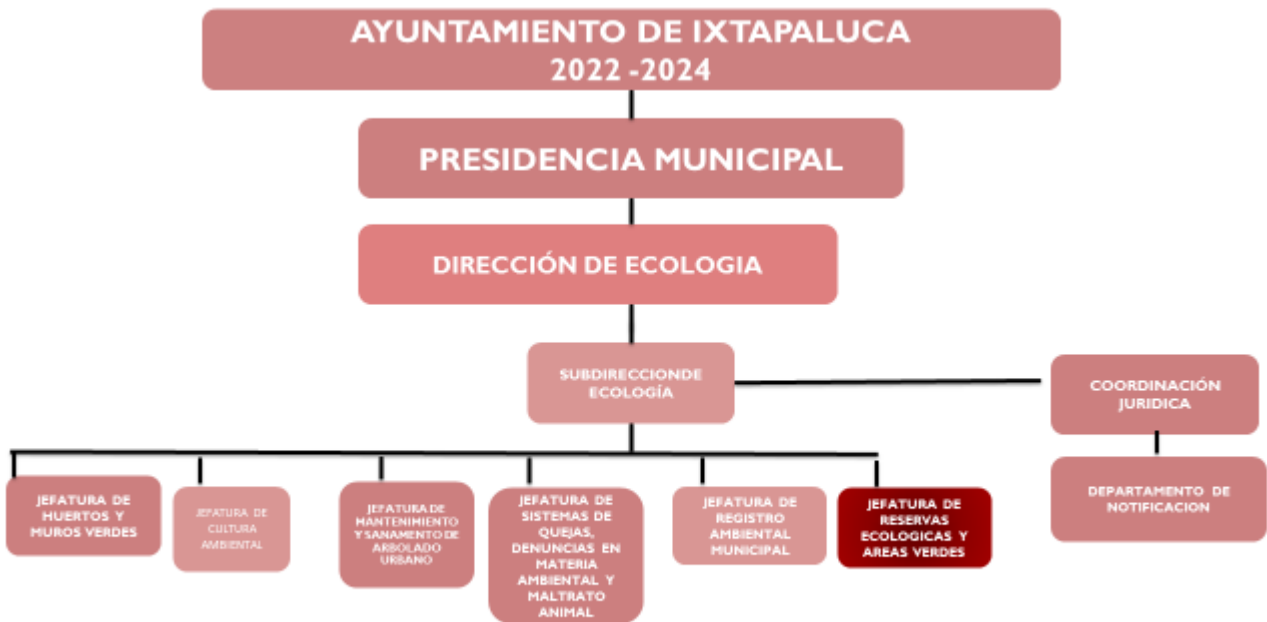 AYUNTAMIENTO DE IXTAPALUCA
2022 -2024
PRESIDENCIA MUNICIPAL
DIRECCIÓN DE ECOLOGIA
SUBDIRECCIONDE
ECOLOGÍA
COORDINACIÓN
JURIDICA
DEPARTAMENTO DE
NOTIFICACION
JEFATURA DE
HUERTOS Y
MUROS VERDES
JEFATURA DE
CULTURA
AMBIENTAL
JEFATURA DE
MANTENIMIENTO
Y SANAMENTO DE
ARBOLADO
URBANO
JEFATURA DE
SISTEMAS DE
QUEJAS,
DENUNCIAS EN
MATERIA
AMBIENTAL Y
MALTRATO
ANIMAL
JEFATURA DE
REGISTRO
AMBIENTAL
MUNICIPAL
JEFATURA DE
RESERVAS
ECOLOGICAS Y
AREAS VERDES